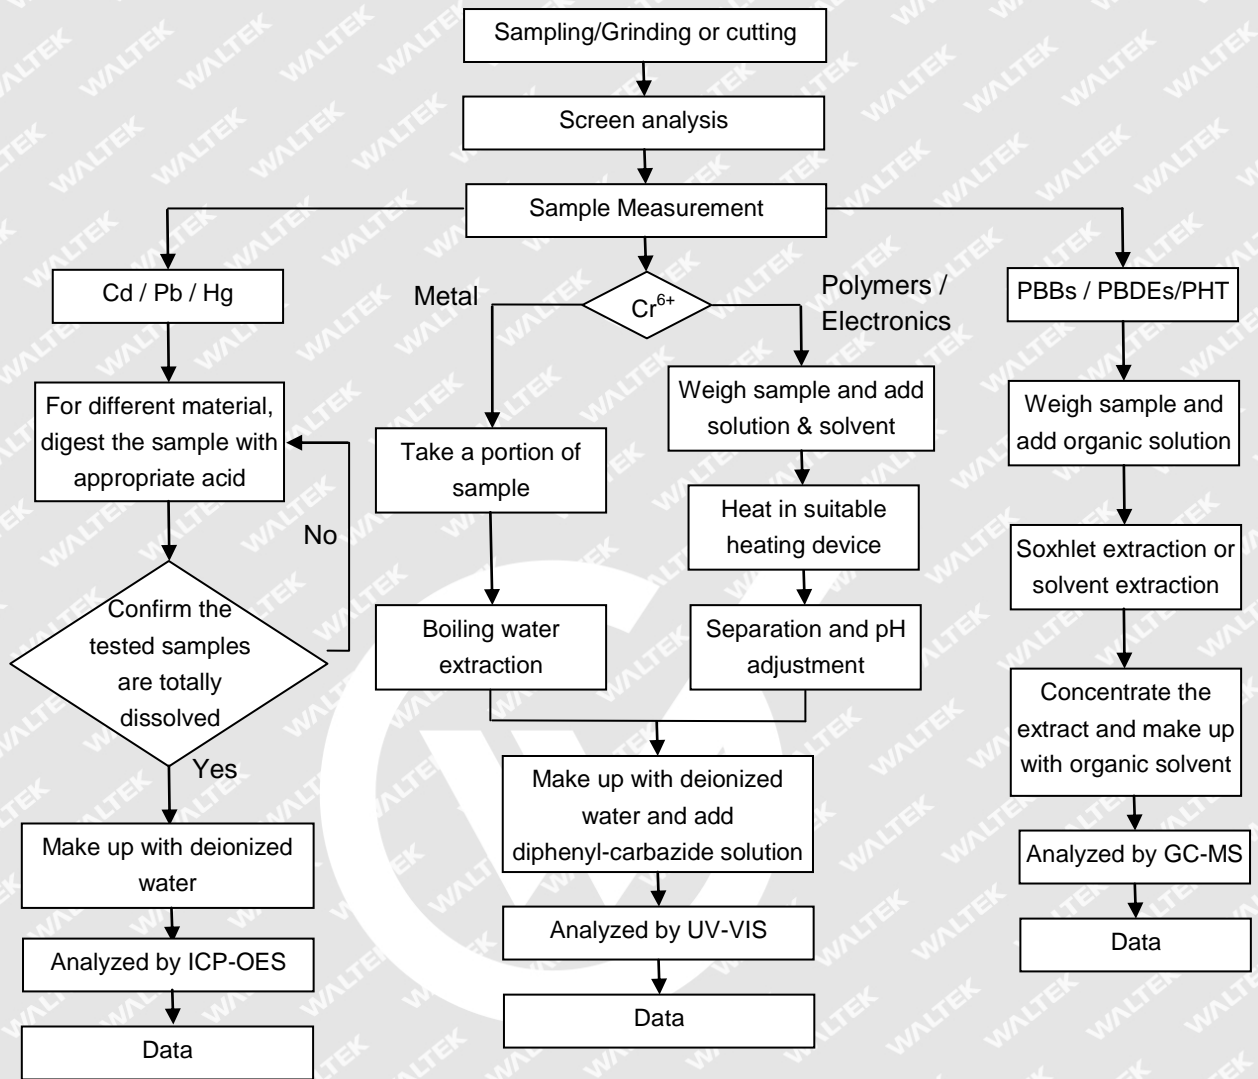 Sampling/Grinding or cutting
Screen analysis
Sample Measurement
Cd / Pb / Hg
For different material,
digest the sample with
appropriate acid
No
Confirm the
tested samples
are totally
dissolved
Yes
Make up with deionized
water
Analyzed by ICP-OES
Data
Cr⁶⁺
Metal
Take a portion of
sample
Boiling water
extraction
Polymers /
Electronics
Weigh sample and add
solution & solvent
Heat in suitable
heating device
Separation and pH
adjustment
Make up with deionized
water and add
diphenyl-carbazide solution
Analyzed by UV-VIS
Data
PBBs / PBDEs/PHT
Weigh sample and
add organic solution
Soxhlet extraction or
solvent extraction
Concentrate the
extract and make up
with organic solvent
Analyzed by GC-MS
Data
WALTEK